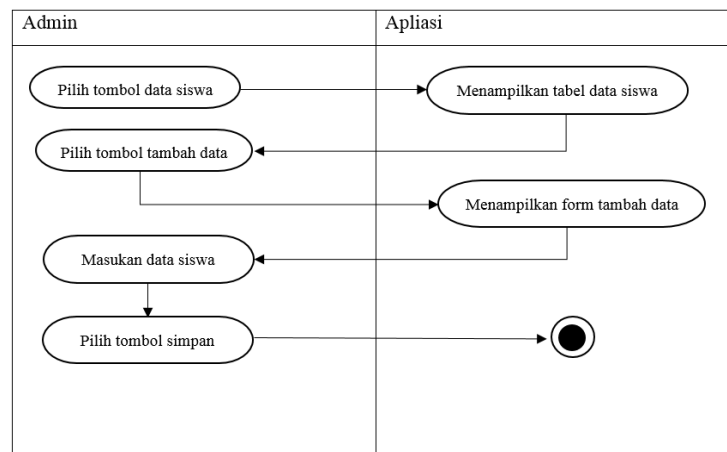 Admin
Apliasi
Pilih tombol data siswa
Menampilkan tabel data siswa
Pilih tombol tambah data
Menampilkan form tambah data
Masukan data siswa
Pilih tombol simpan